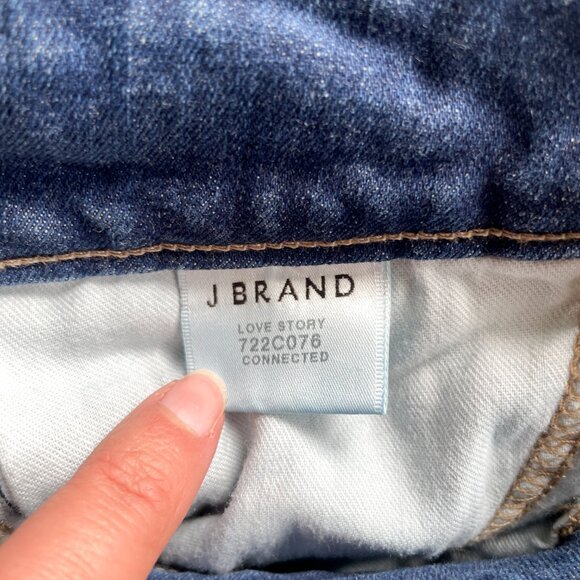 J BRAND
LOVE STORY
722C076
CONNECTED